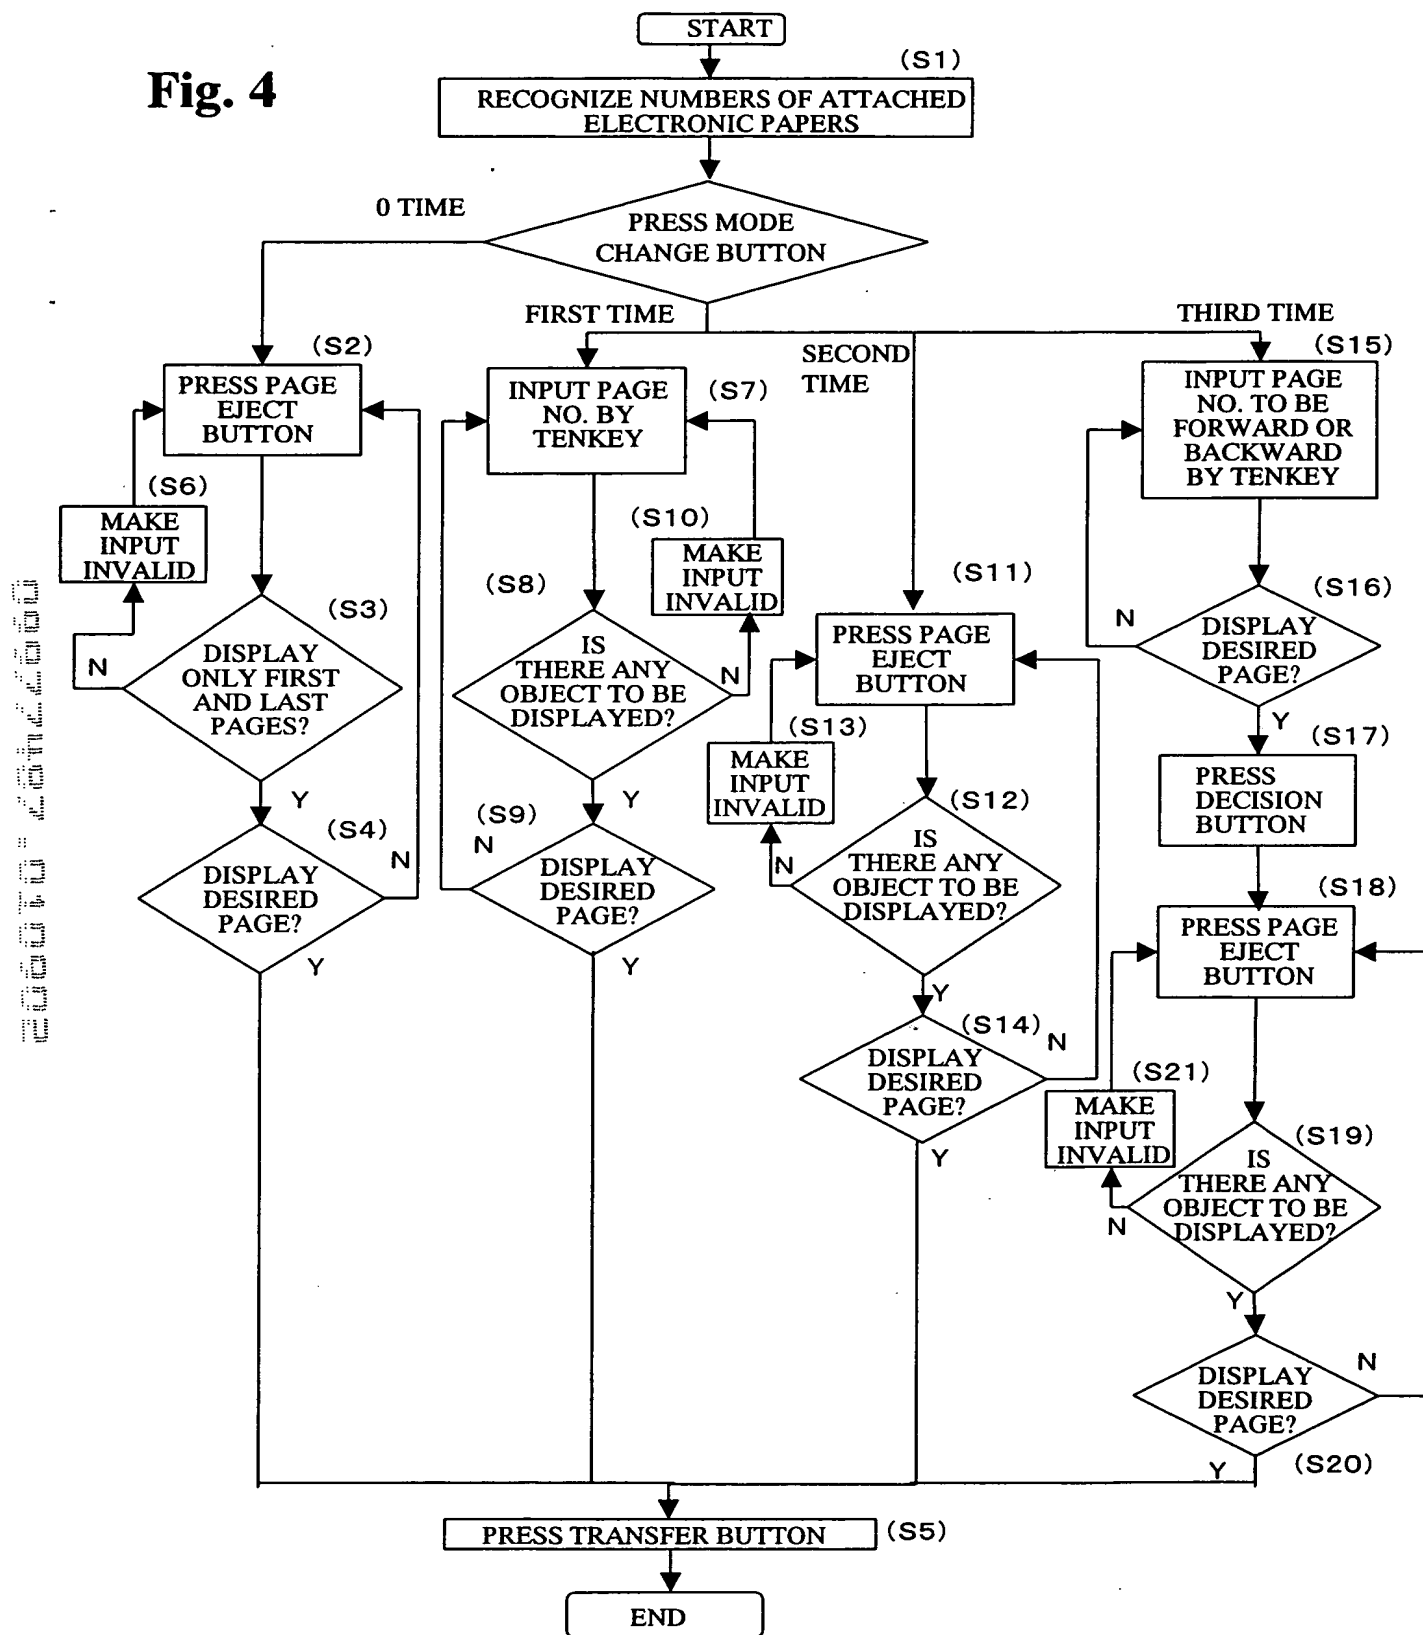 START
Fig. 4
(S1)
RECOGNIZE NUMBERS OF ATTACHED
ELECTRONIC PAPERS
0 TIME
PRESS MODE
CHANGE BUTTON
FIRST TIME
SECOND
TIME
THIRD TIME
(S2)
PRESS PAGE
EJECT
BUTTON
(S6)
MAKE
INPUT
INVALID
(S3)
N
DISPLAY
ONLY FIRST
AND LAST
PAGES?
Y
(S4)
N
DISPLAY
DESIRED
PAGE?
Y
(S7)
INPUT PAGE
NO. BY
TENKEY
(S10)
MAKE
INPUT
INVALID
(S8)
IS
THERE ANY
OBJECT TO BE
DISPLAYED?
N
Y
(S9)
N
DISPLAY
DESIRED
PAGE?
Y
(S11)
PRESS PAGE
EJECT
BUTTON
(S13)
MAKE
INPUT
INVALID
(S12)
IS
THERE ANY
OBJECT TO BE
DISPLAYED?
N
Y
(S14)
N
DISPLAY
DESIRED
PAGE?
Y
(S15)
INPUT PAGE
NO. TO BE
FORWARD OR
BACKWARD
BY TENKEY
(S16)
N
DISPLAY
DESIRED
PAGE?
Y
(S17)
PRESS
DECISION
BUTTON
(S18)
PRESS PAGE
EJECT
BUTTON
(S21)
MAKE
INPUT
INVALID
(S19)
IS
THERE ANY
OBJECT TO BE
DISPLAYED?
N
Y
N
DISPLAY
DESIRED
PAGE?
Y
(S20)
PRESS TRANSFER BUTTON
(S5)
END